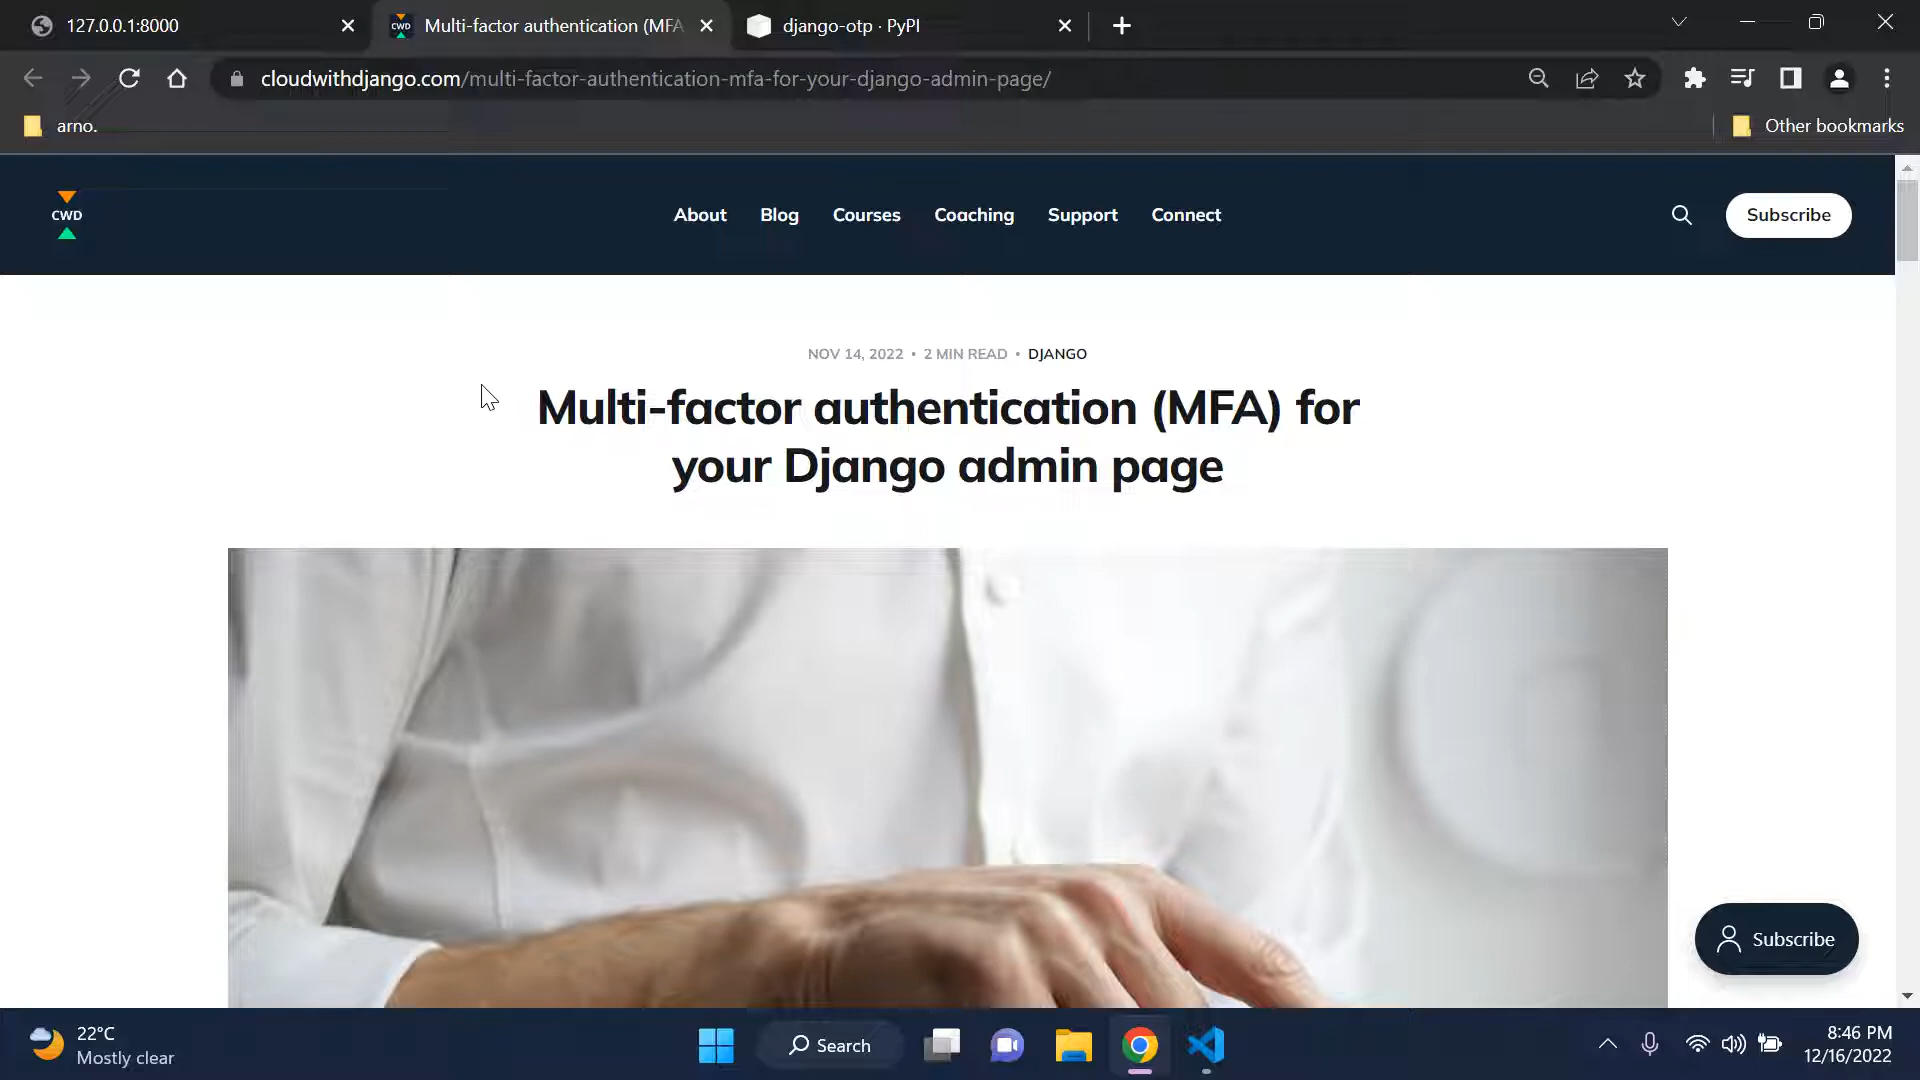 127.0.0.1:8000
Multi-factor authentication (MFA
django-otp · PyPI
cloudwithdjango.com/multi-factor-authentication-mfa-for-your-django-admin-page/
arno.
Other bookmarks
CWD
About Blog Courses Coaching Support Connect
Subscribe
NOV 14, 2022 • 2 MIN READ • DJANGO
Multi-factor authentication (MFA) for
your Django admin page
Subscribe
22°C
Mostly clear
Search
8:46 PM
12/16/2022